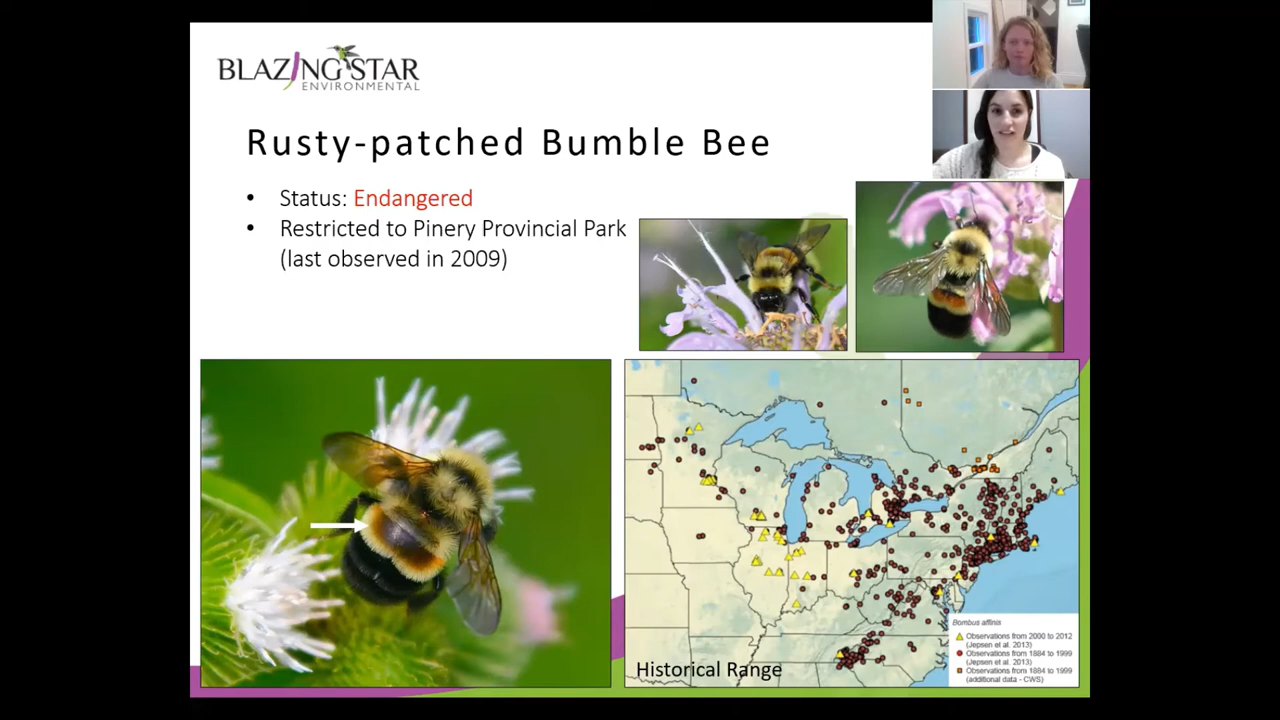 BLAZING STAR
ENVIRONMENTAL
Rusty-patched Bumble Bee
• Status: Endangered
• Restricted to Pinery Provincial Park
(last observed in 2009)
Historical Range
Bombus affinis
Observations from 2000 to 2012
(Jepsen et al. 2013)
Observations from 1884 to 1999
(Jepsen et al. 2013)
Observations from 1884 to 1999
(additional data - CWS)